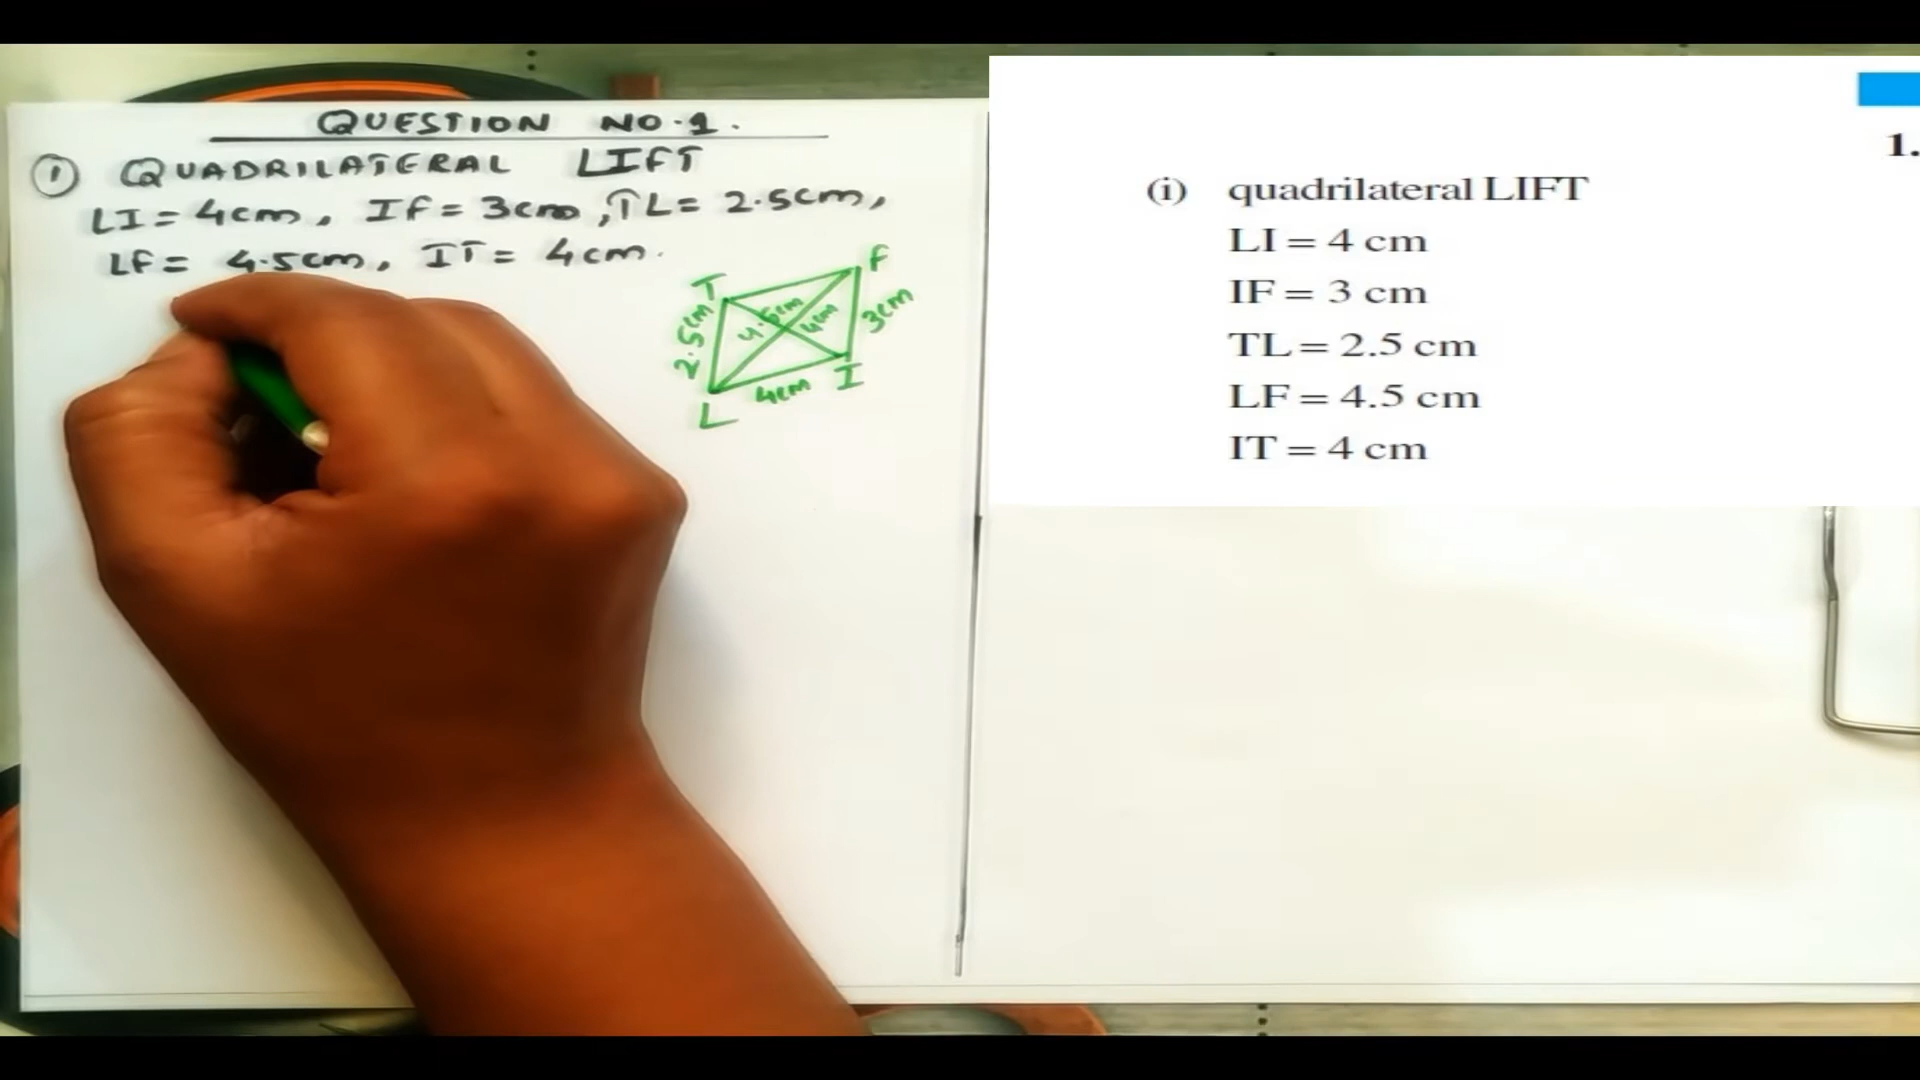 QUESTION NO.1.
① QUADRILATERAL LIFT
LI = 4cm, IF = 3cm, TL = 2.5cm,
LF = 4.5cm, IT = 4cm.
T
F
2.5cm
4.5cm
4cm
3cm
L
4cm
I
1.
(i) quadrilateral LIFT
LI = 4 cm
IF = 3 cm
TL = 2.5 cm
LF = 4.5 cm
IT = 4 cm